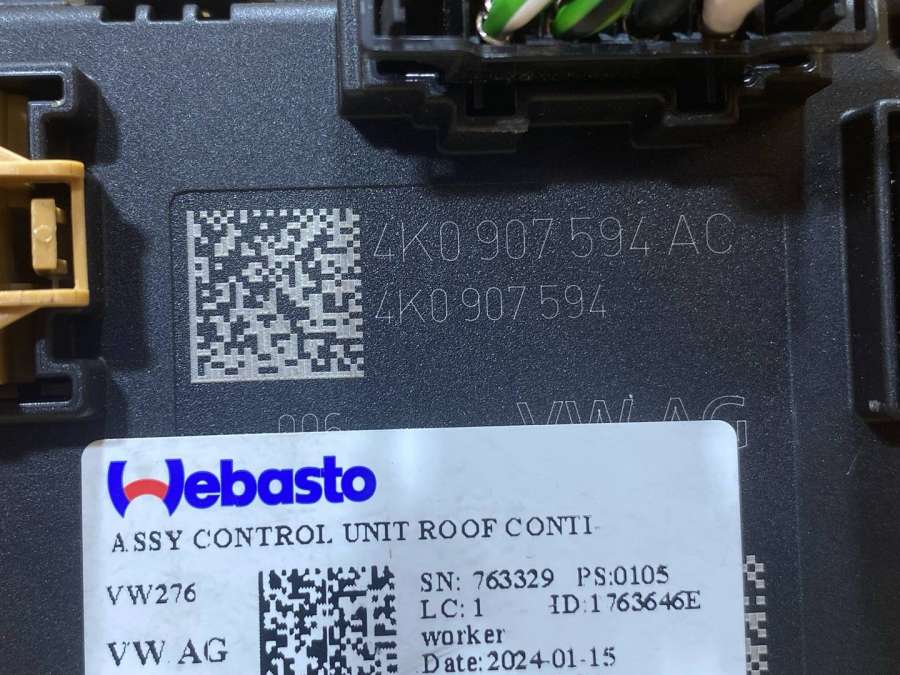 4K0 907 594 AC
4K0 907 594
006
VW AG
Webasto
ASSY CONTROL UNIT ROOF CONTI
VW276
SN: 763329 PS:0105
LC: 1 ID:1763646E
VW AG
worker
Date: 2024-01-15